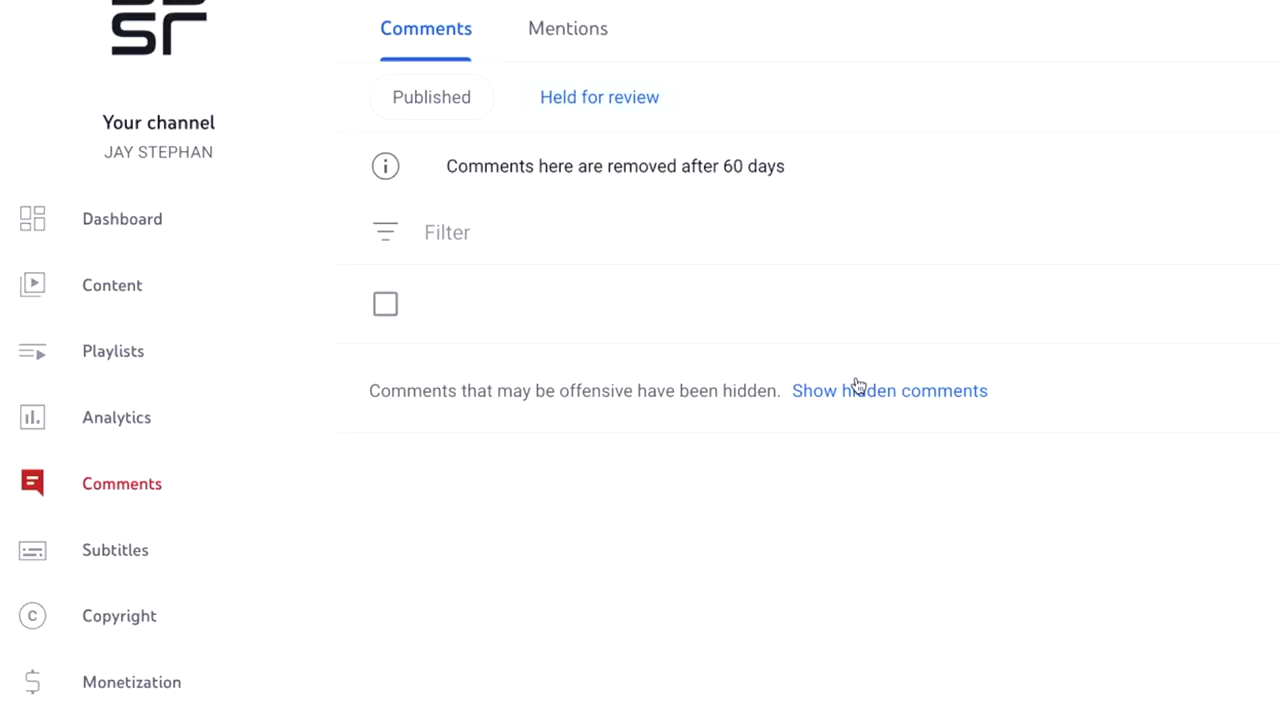 Comments Mentions
Your channel
JAY STEPHAN
Dashboard
Content
Playlists
Analytics
Comments
Subtitles
Copyright
Monetization
Published Held for review
Comments here are removed after 60 days
Filter
Comments that may be offensive have been hidden. Show hidden comments